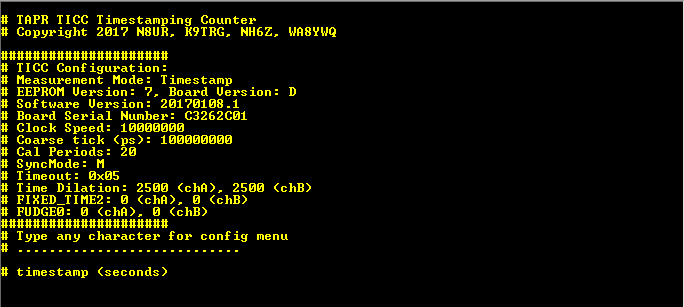 # TAPR TICC Timestamping Counter
# Copyright 2017 N8UR, K9TRG, NH6Z, WA8YWQ
#####################
# TICC Configuration:
# Measurement Mode: Timestamp
# EEPROM Version: 7, Board Version: D
# Software Version: 20170108.1
# Board Serial Number: C3262C01
# Clock Speed: 10000000
# Coarse tick (ps): 100000000
# Cal Periods: 20
# SyncMode: M
# Timeout: 0x05
# Time Dilation: 2500 (chA), 2500 (chB)
# FIXED_TIME2: 0 (chA), 0 (chB)
# FUDGE0: 0 (chA), 0 (chB)
#####################
# Type any character for config menu
# ............................
# timestamp (seconds)